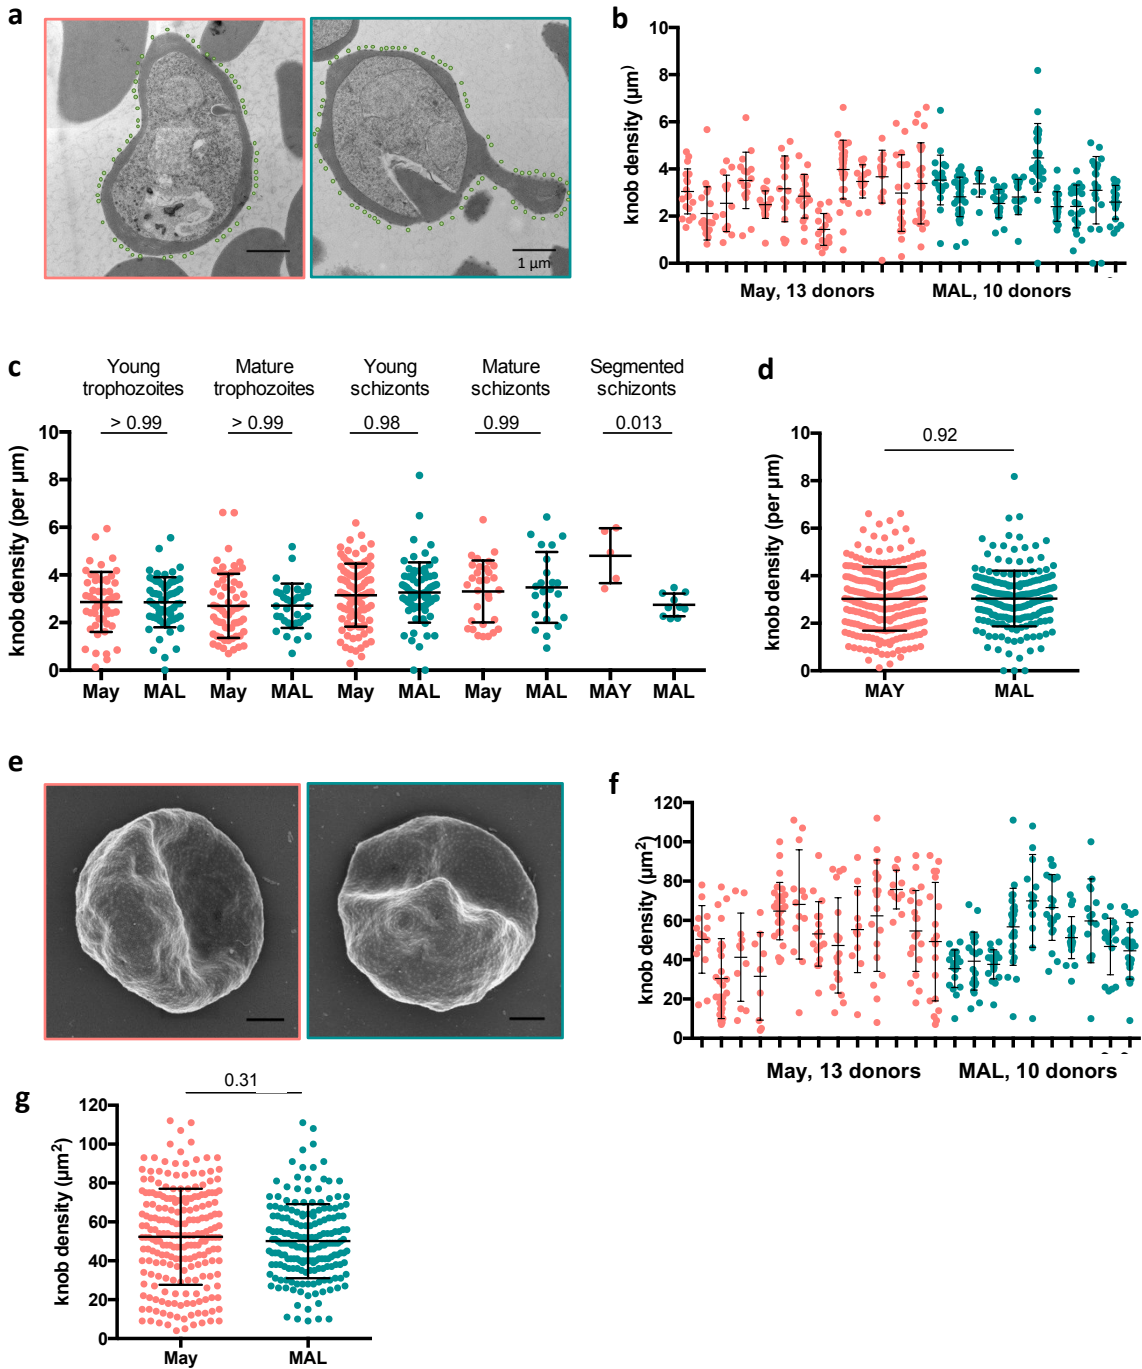 a
1 µm
b
knob density (µm)
10
8
6
4
2
0
May, 13 donors
MAL, 10 donors
c
Young trophozoites
Mature trophozoites
Young schizonts
Mature schizonts
Segmented schizonts
> 0.99
> 0.99
0.98
0.99
0.013
knob density (per µm)
10
8
6
4
2
0
May
MAL
May
MAL
May
MAL
May
MAL
MAY
MAL
d
0.92
knob density (per µm)
10
8
6
4
2
0
MAY
MAL
e
f
knob density (µm²)
120
100
80
60
40
20
0
May, 13 donors
MAL, 10 donors
g
0.31
knob density (µm²)
120
100
80
60
40
20
0
May
MAL